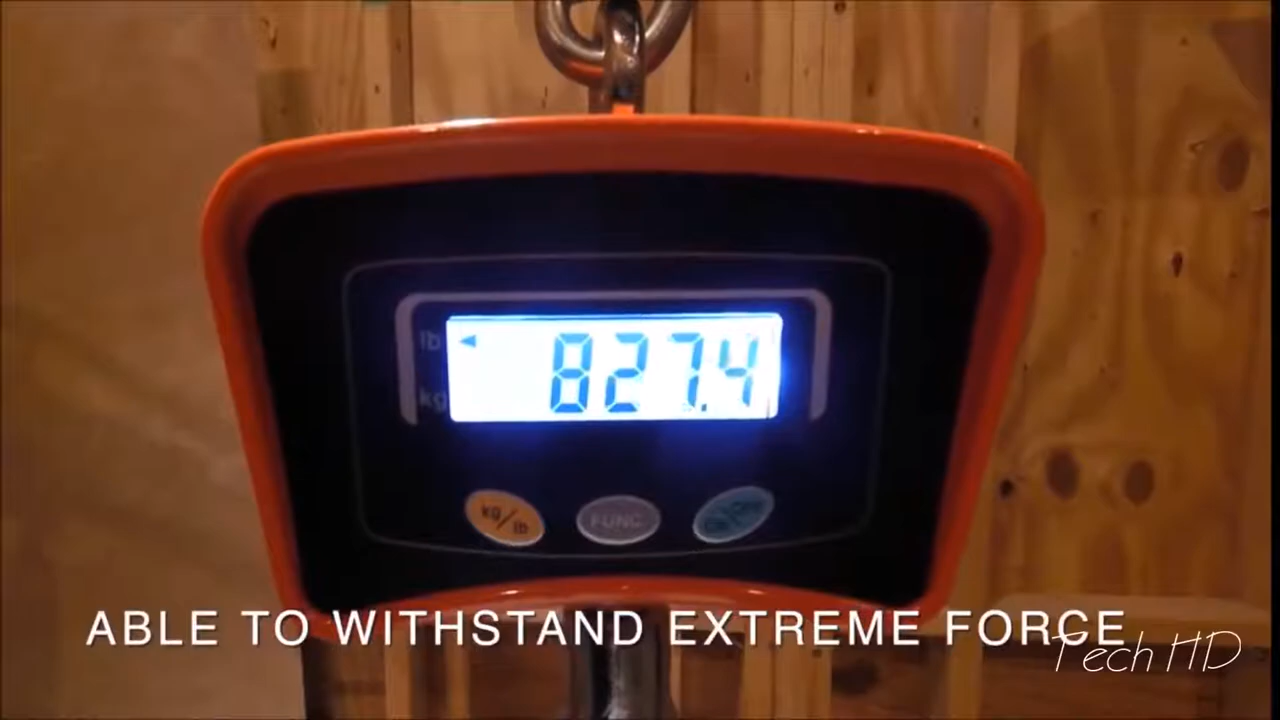 lb
827.4
kg
kg/lb
FUNC.
ABLE TO WITHSTAND EXTREME FORCE
Tech HD